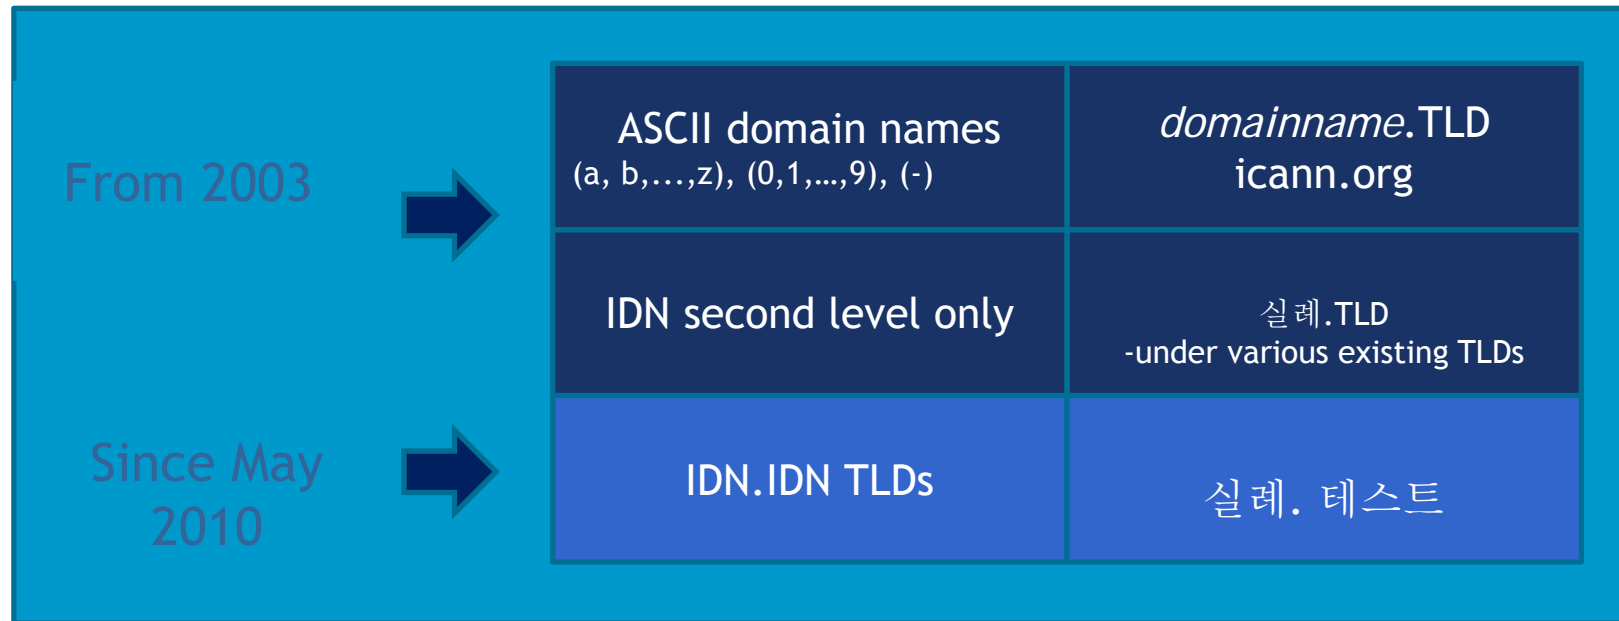 From 2003
ASCII domain names
(a, b,...,z), (0,1,...,9), (-)
domainname.TLD
icann.org
IDN second level only
실례.TLD
-under various existing TLDs
Since May
2010
IDN.IDN TLDs
실례. 테스트